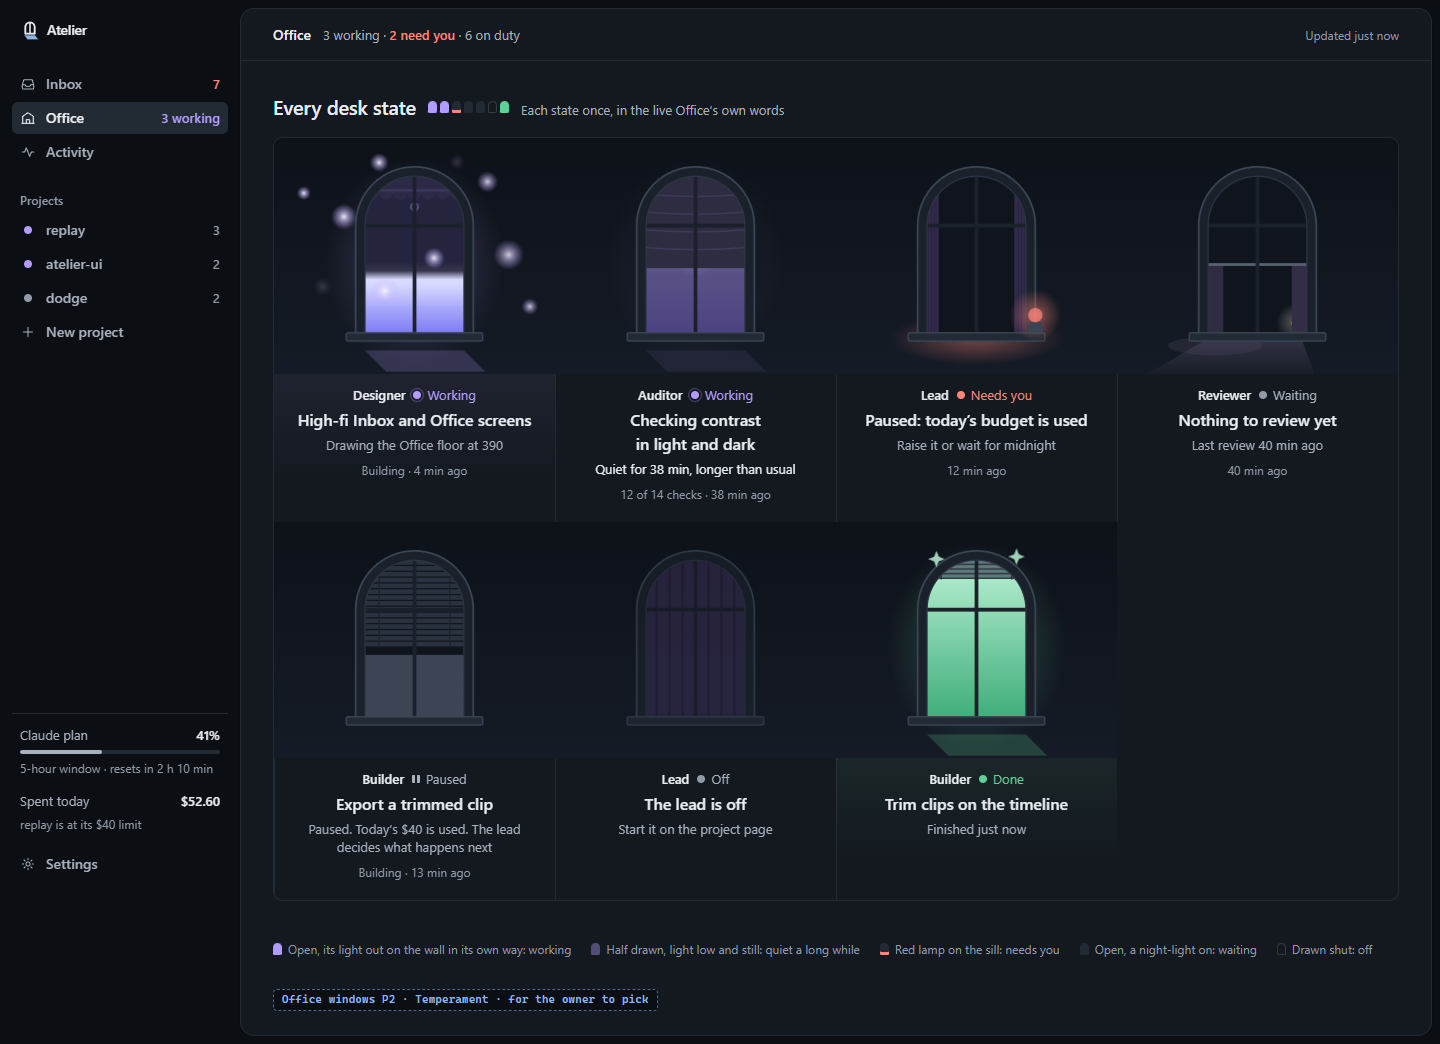 Atelier
Inbox 7
Office 3 working
Activity
Projects
replay 3
atelier-ui 2
dodge 2
New project
Claude plan 41%
5-hour window · resets in 2 h 10 min
Spent today $52.60
replay is at its $40 limit
Settings
Office 3 working · 2 need you · 6 on duty
Updated just now
Every desk state Each state once, in the live Office's own words
Designer Working
High-fi Inbox and Office screens
Drawing the Office floor at 390
Building · 4 min ago
Auditor Working
Checking contrast
in light and dark
Quiet for 38 min, longer than usual
12 of 14 checks · 38 min ago
Lead Needs you
Paused: today's budget is used
Raise it or wait for midnight
12 min ago
Reviewer Waiting
Nothing to review yet
Last review 40 min ago
40 min ago
Builder Paused
Export a trimmed clip
Paused. Today's $40 is used. The lead
decides what happens next
Building · 13 min ago
Lead Off
The lead is off
Start it on the project page
Builder Done
Trim clips on the timeline
Finished just now
Open, its light out on the wall in its own way: working
Half drawn, light low and still: quiet a long while
Red lamp on the sill: needs you
Open, a night-light on: waiting
Drawn shut: off
Office windows P2 · Temperament · for the owner to pick